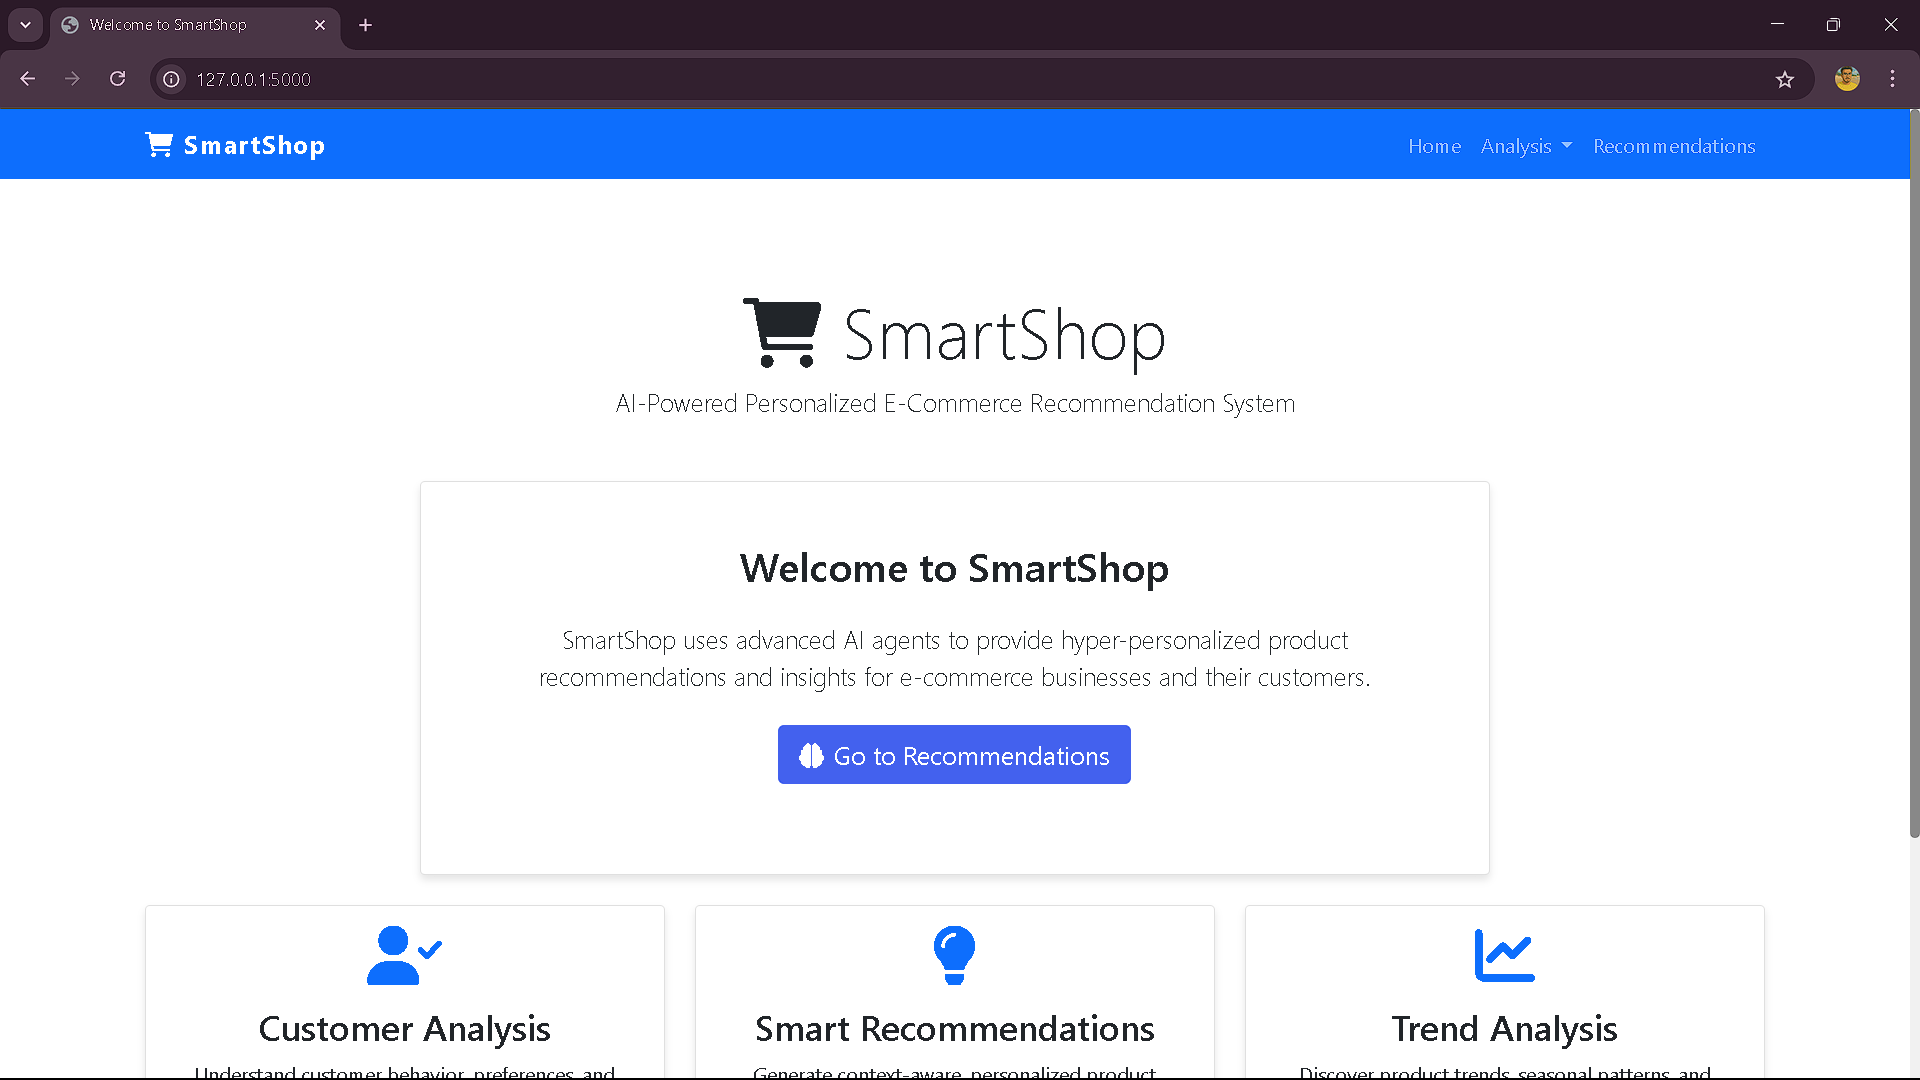 Welcome to SmartShop
127.0.0.1:5000
SmartShop
Home Analysis Recommendations
SmartShop
AI-Powered Personalized E-Commerce Recommendation System
Welcome to SmartShop
SmartShop uses advanced AI agents to provide hyper-personalized product
recommendations and insights for e-commerce businesses and their customers.
Go to Recommendations
Customer Analysis
Understand customer behavior, preferences, and
Smart Recommendations
Generate context-aware, personalized product
Trend Analysis
Discover product trends, seasonal patterns, and